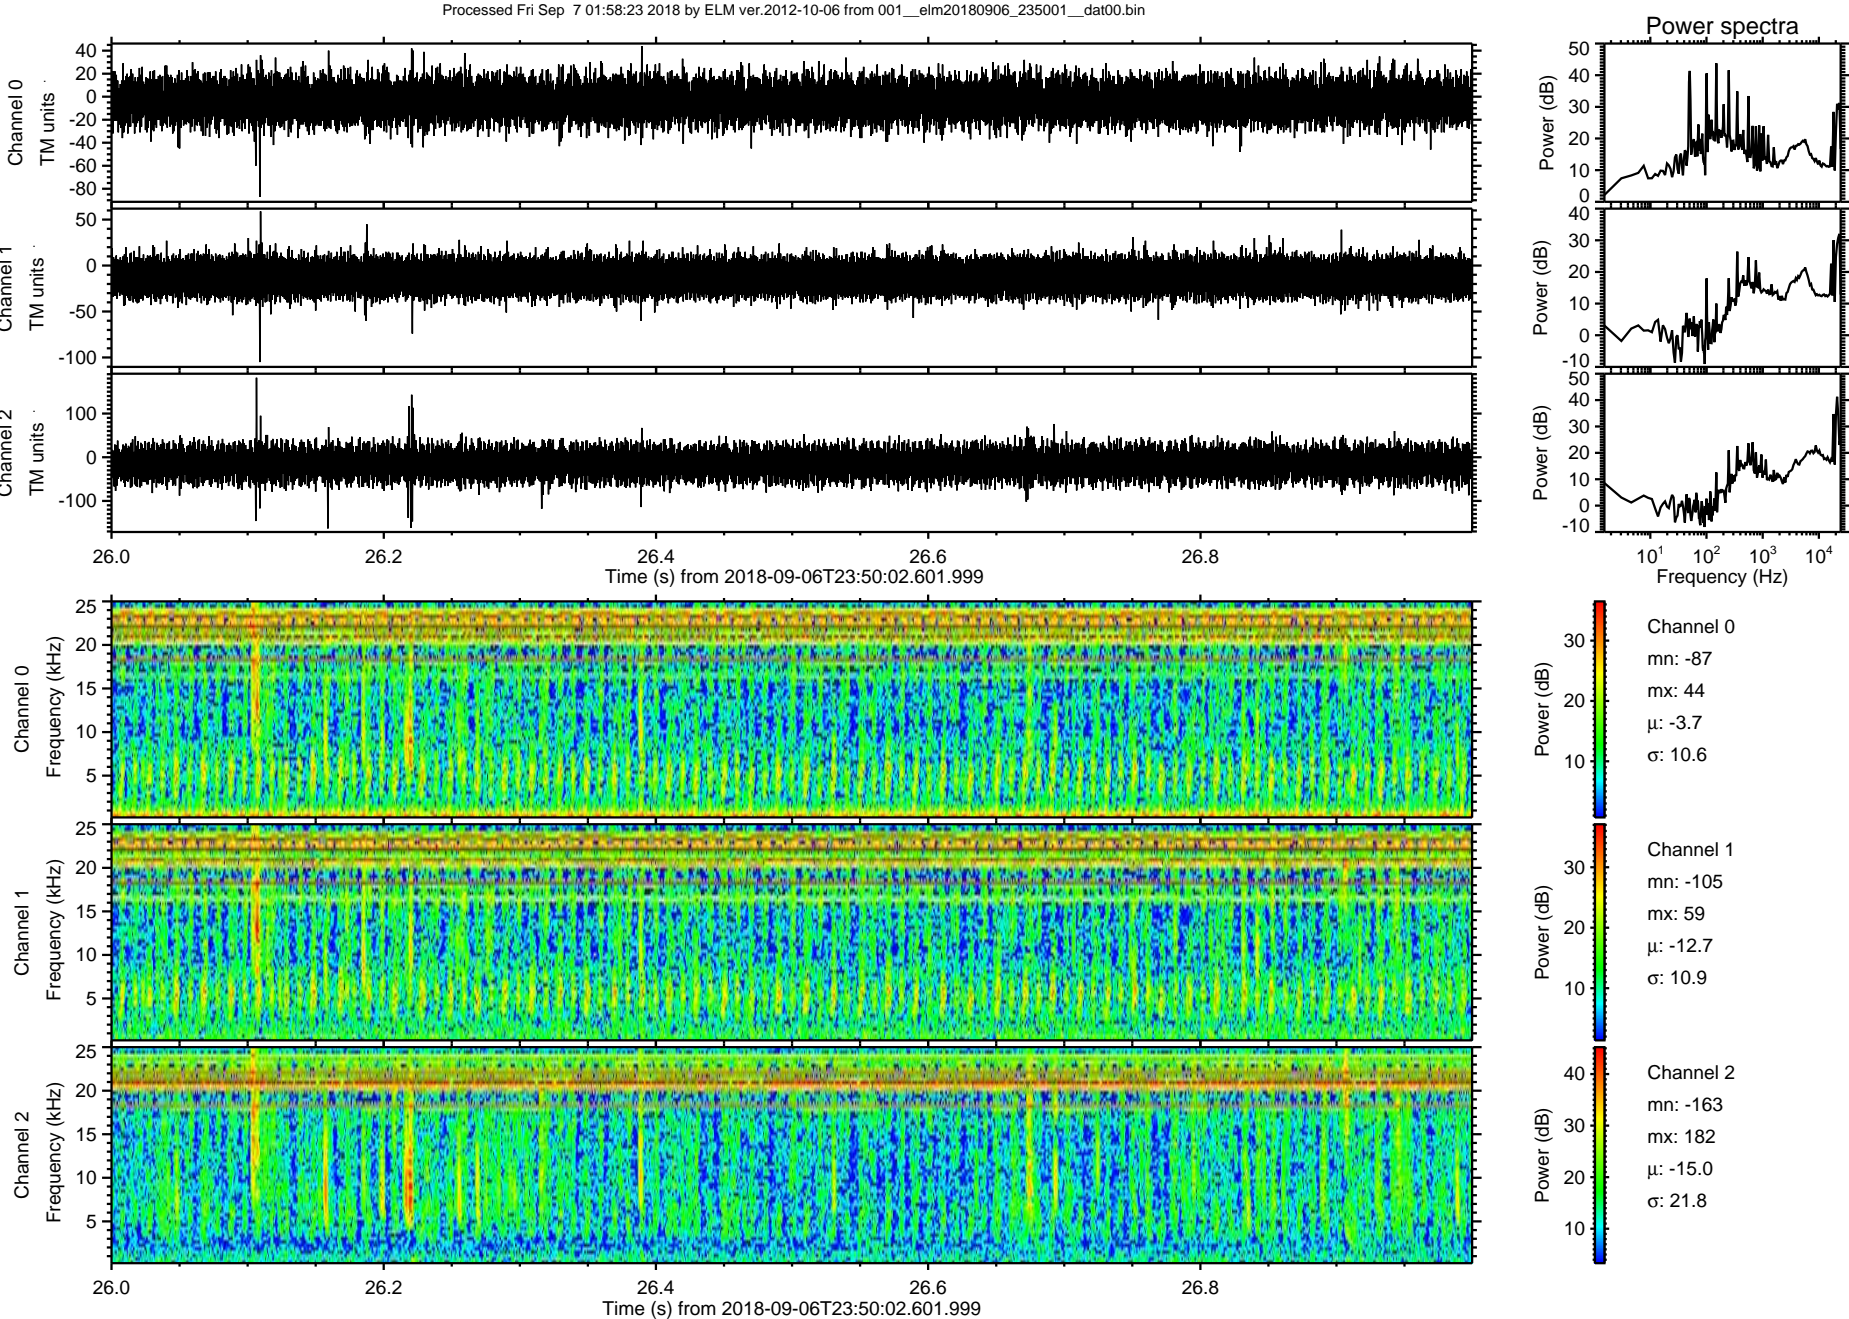 Processed Fri Sep  7 01:58:23 2018 by ELM ver.2012-10-06 from 001__elm20180906_235001__dat00.bin
Power spectra
Channel 0
TM units
40
20
0
-20
-40
-60
-80
Power (dB)
50
40
30
20
10
0
Channel 1
TM units
50
0
-50
-100
Power (dB)
40
30
20
10
0
-10
Channel 2
TM units
100
0
-100
Power (dB)
50
40
30
20
10
0
-10
26.0 26.2 26.4 26.6 26.8
Time (s) from 2018-09-06T23:50:02.601.999
10¹ 10² 10³ 10⁴
Frequency (Hz)
Channel 0
Frequency (kHz)
25
20
15
10
5
Power (dB)
30
20
10
Channel 0
mn: -87
mx: 44
μ: -3.7
σ: 10.6
Channel 1
Frequency (kHz)
25
20
15
10
5
Power (dB)
30
20
10
Channel 1
mn: -105
mx: 59
μ: -12.7
σ: 10.9
Channel 2
Frequency (kHz)
25
20
15
10
5
Power (dB)
40
30
20
10
Channel 2
mn: -163
mx: 182
μ: -15.0
σ: 21.8
26.0 26.2 26.4 26.6 26.8
Time (s) from 2018-09-06T23:50:02.601.999